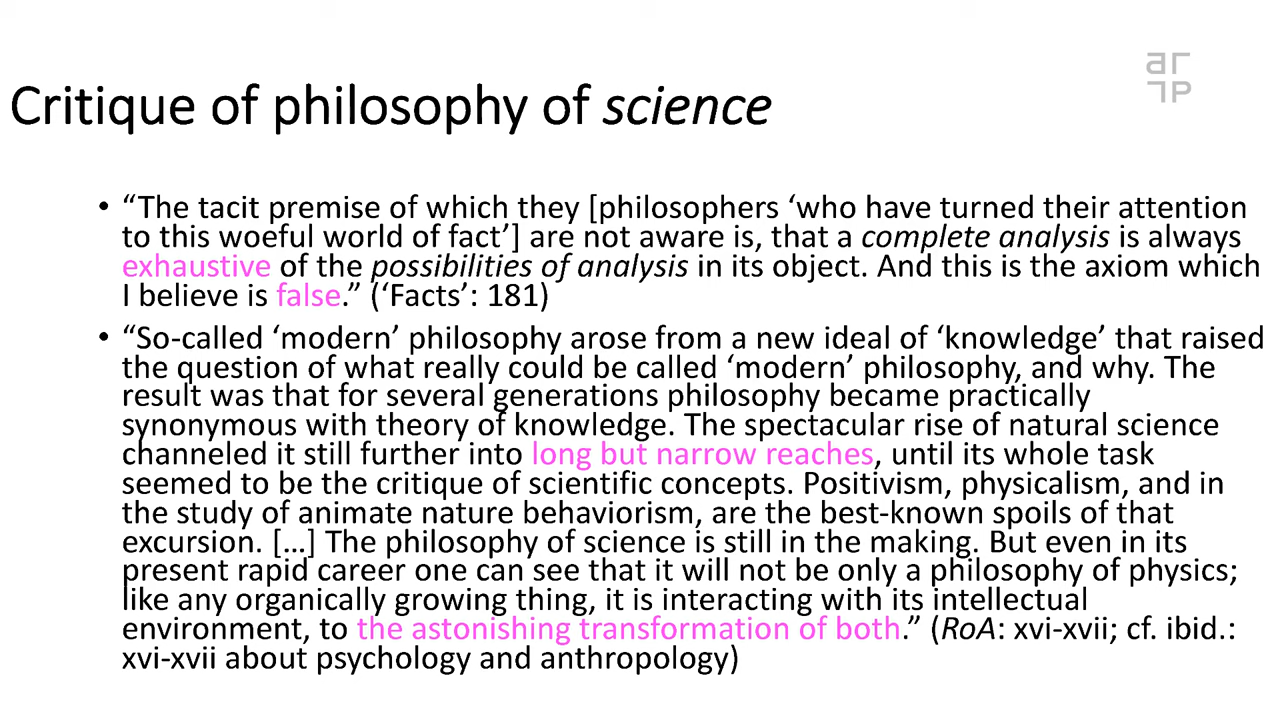 ar
rp
Critique of philosophy of science
• “The tacit premise of which they [philosophers ‘who have turned their attention
to this woeful world of fact’] are not aware is, that a complete analysis is always
exhaustive of the possibilities of analysis in its object. And this is the axiom which
I believe is false.” (‘Facts’: 181)
• “So-called ‘modern’ philosophy arose from a new ideal of ‘knowledge’ that raised
the question of what really could be called ‘modern’ philosophy, and why. The
result was that for several generations philosophy became practically
synonymous with theory of knowledge. The spectacular rise of natural science
channeled it still further into long but narrow reaches, until its whole task
seemed to be the critique of scientific concepts. Positivism, physicalism, and in
the study of animate nature behaviorism, are the best-known spoils of that
excursion. […] The philosophy of science is still in the making. But even in its
present rapid career one can see that it will not be only a philosophy of physics;
like any organically growing thing, it is interacting with its intellectual
environment, to the astonishing transformation of both.” (RoA: xvi-xvii; cf. ibid.:
xvi-xvii about psychology and anthropology)